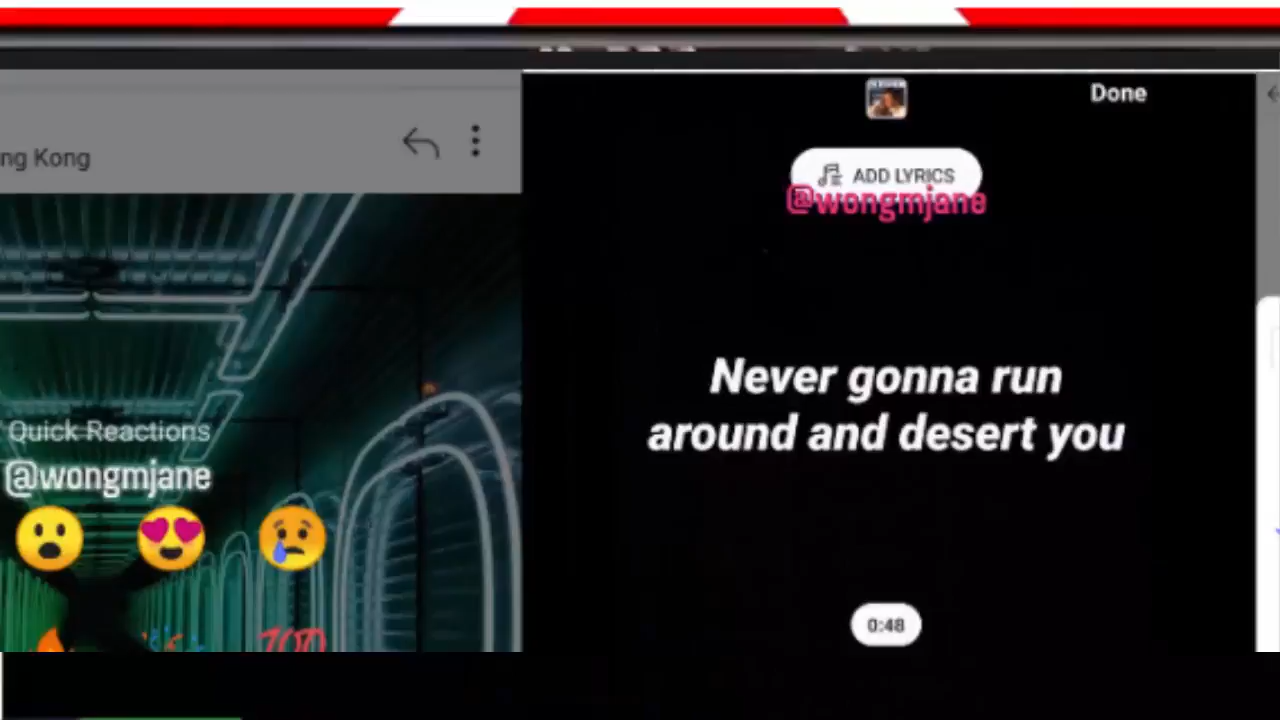 ng Kong
Quick Reactions
@wongmjane
Done
ADD LYRICS
@wongmjane
Never gonna run
around and desert you
0:48